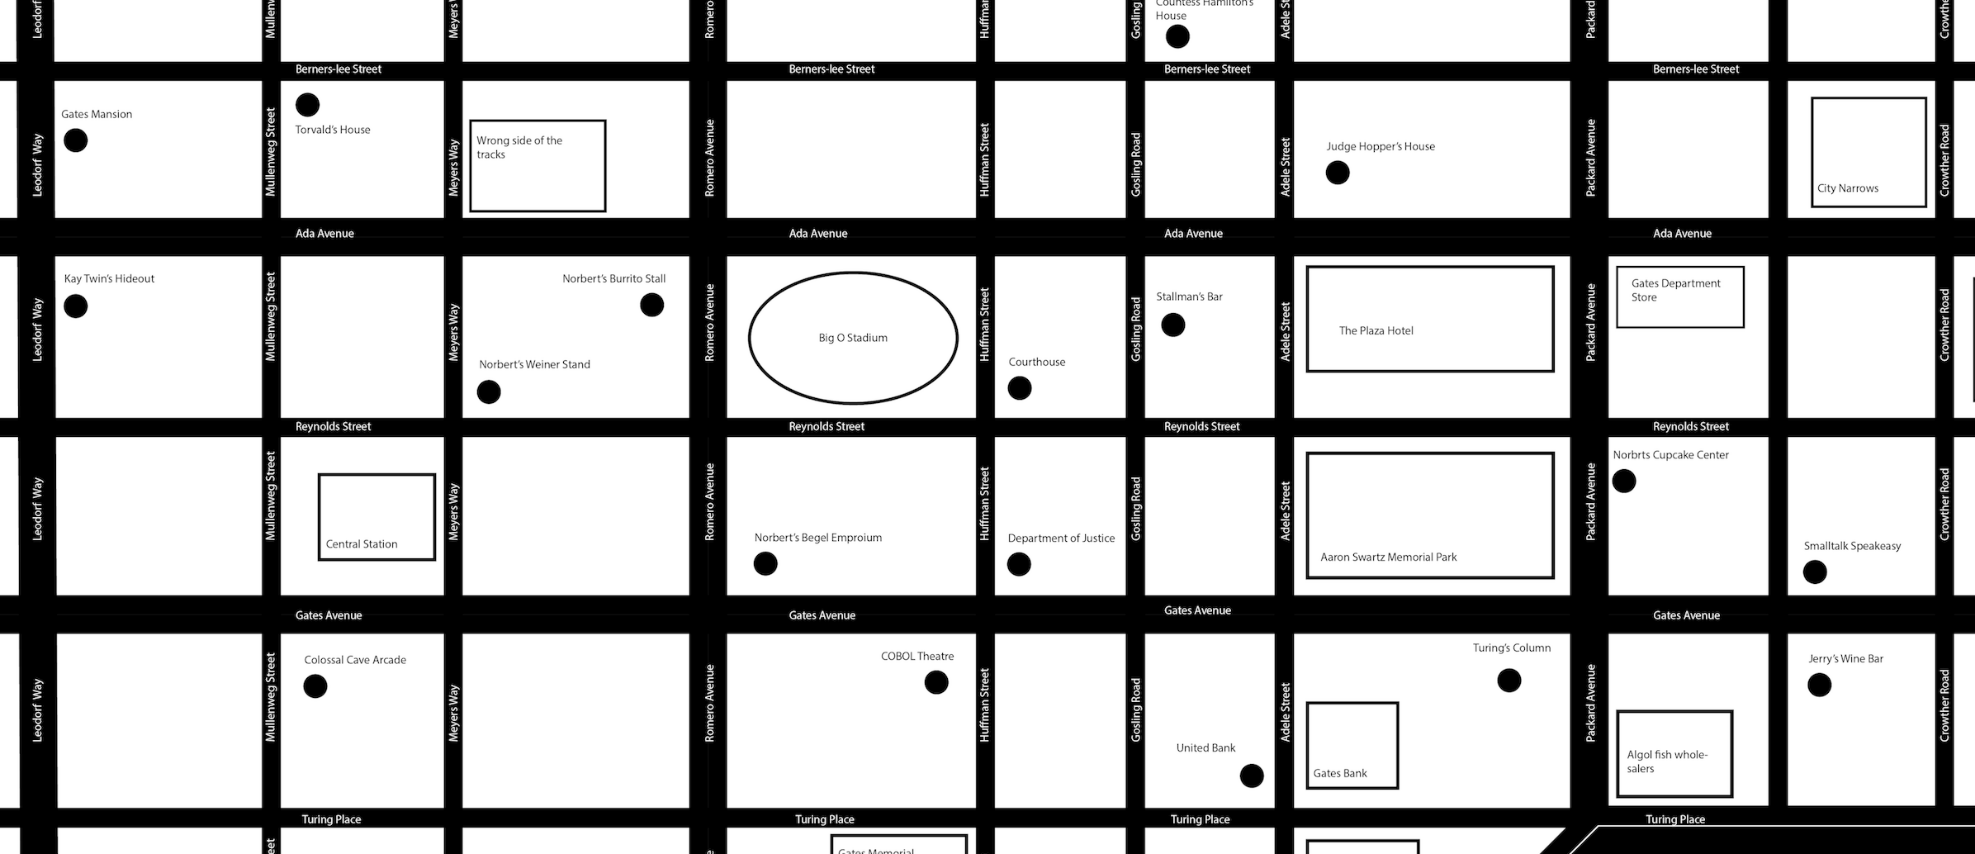 Countess Hamilton's
House
Leodorf
Mullenw
Meyers
Romero
Huffman
Gosling
Adele St
Packard
Crowthe
Berners-lee Street
Berners-lee Street
Berners-lee Street
Berners-lee Street
Gates Mansion
Torvald's House
Wrong side of the
tracks
Judge Hopper's House
City Narrows
Leodorf Way
Mullenweg Street
Meyers Way
Romero Avenue
Huffman Street
Gosling Road
Adele Street
Packard Avenue
Crowther Road
Ada Avenue
Ada Avenue
Ada Avenue
Ada Avenue
Kay Twin's Hideout
Norbert's Burrito Stall
Norbert's Weiner Stand
Big O Stadium
Courthouse
Stallman's Bar
The Plaza Hotel
Gates Department
Store
Leodorf Way
Mullenweg Street
Meyers Way
Romero Avenue
Huffman Street
Gosling Road
Adele Street
Packard Avenue
Crowther Road
Reynolds Street
Reynolds Street
Reynolds Street
Reynolds Street
Central Station
Norbert's Begel Emproium
Department of Justice
Aaron Swartz Memorial Park
Norbrts Cupcake Center
Smalltalk Speakeasy
Leodorf Way
Mullenweg Street
Meyers Way
Romero Avenue
Huffman Street
Gosling Road
Adele Street
Packard Avenue
Crowther Road
Gates Avenue
Gates Avenue
Gates Avenue
Gates Avenue
Colossal Cave Arcade
COBOL Theatre
United Bank
Gates Bank
Turing's Column
Algol fish whole-
salers
Jerry's Wine Bar
Leodorf Way
Mullenweg Street
Meyers Way
Romero Avenue
Huffman Street
Gosling Road
Adele Street
Packard Avenue
Crowther Road
Turing Place
Turing Place
Turing Place
Turing Place
Gates Memorial
eet